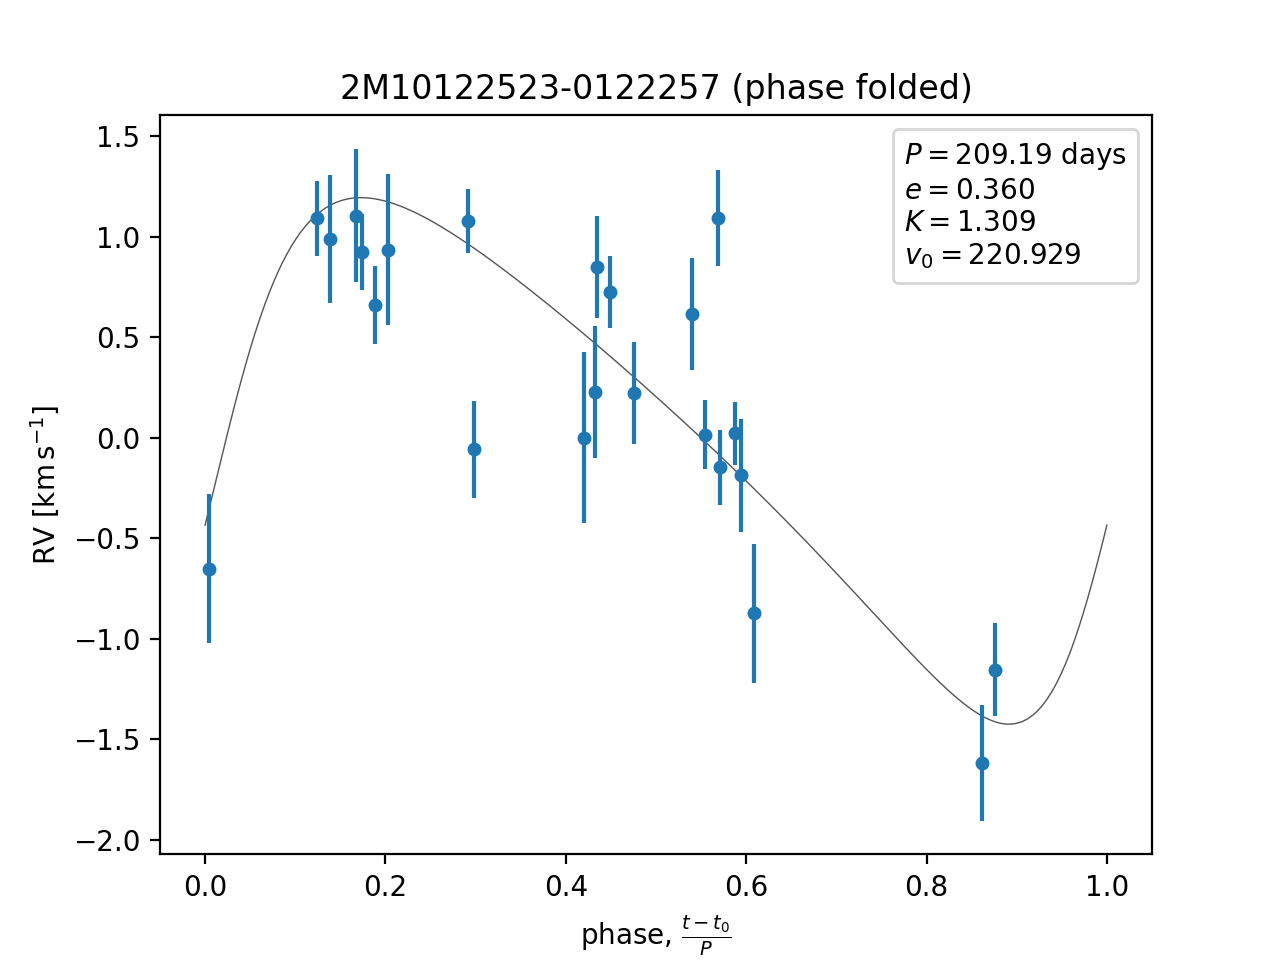 2M10122523-0122257 (phase folded)
P = 209.19 days
e = 0.360
K = 1.309
v₀ = 220.929
1.5
1.0
0.5
0.0
−0.5
−1.0
−1.5
−2.0
RV [km s⁻¹]
0.0 0.2 0.4 0.6 0.8 1.0
phase, (t − t₀)/P